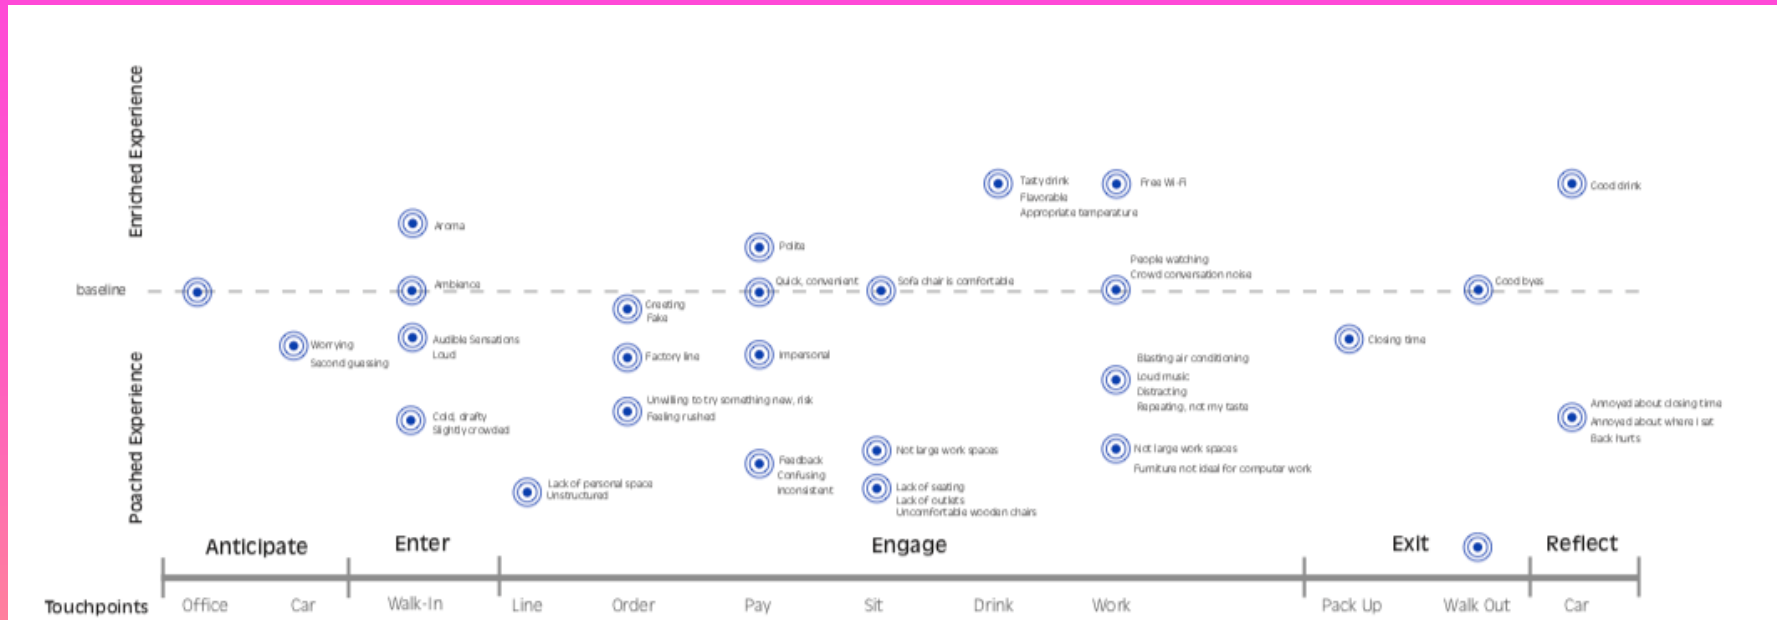 Enriched Experience
baseline
Poached Experience
Worrying
Second guessing
Aroma
Ambience
Audible Sensations
Loud
Cold, drafty
Slightly crowded
Lack of personal space
Unstructured
Greeting
Fake
Factory line
Unwilling to try something new, risk
Feeling rushed
Polite
Quick, convenient
Impersonal
Feedback
Confusing
inconsistent
Sofa chair is comfortable
Not large work spaces
Lack of seating
Lack of outlets
Uncomfortable wooden chairs
Tasty drink
Flavorable
Appropriate temperature
Free Wi-Fi
People watching
Crowd conversation noise
Blasting air conditioning
Loud music
Distracting
Repeating, not my taste
Not large work spaces
Furniture not ideal for computer work
Closing time
Good byes
Good drink
Annoyed about closing time
Annoyed about where I sat
Back hurts
Anticipate
Enter
Engage
Exit
Reflect
Touchpoints
Office
Car
Walk-In
Line
Order
Pay
Sit
Drink
Work
Pack Up
Walk Out
Car